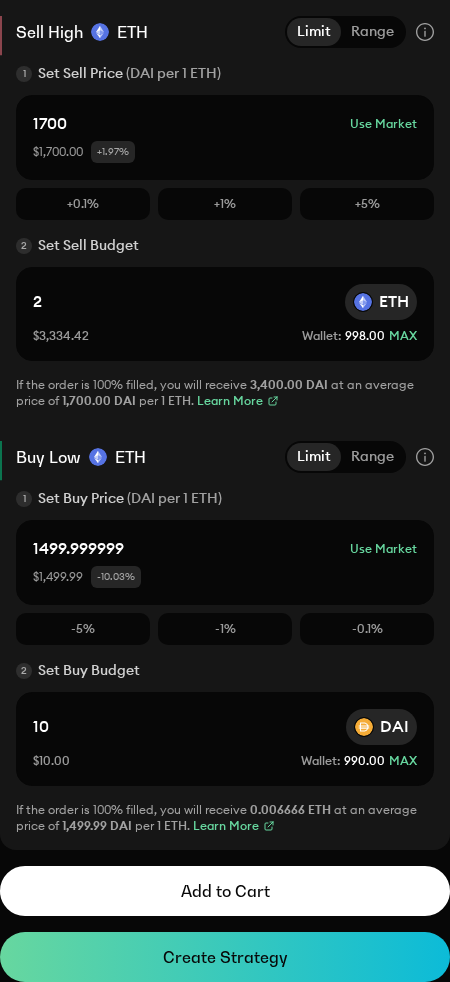 Sell High ETH Limit Range
1 Set Sell Price (DAI per 1 ETH)
1700 Use Market
$1,700.00 +1.97%
+0.1% +1% +5%
2 Set Sell Budget
2 ETH
$3,334.42 Wallet: 998.00 MAX
If the order is 100% filled, you will receive 3,400.00 DAI at an average
price of 1,700.00 DAI per 1 ETH. Learn More
Buy Low ETH Limit Range
1 Set Buy Price (DAI per 1 ETH)
1499.999999 Use Market
$1,499.99 -10.03%
-5% -1% -0.1%
2 Set Buy Budget
10 DAI
$10.00 Wallet: 990.00 MAX
If the order is 100% filled, you will receive 0.006666 ETH at an average
price of 1,499.99 DAI per 1 ETH. Learn More
Add to Cart
Create Strategy